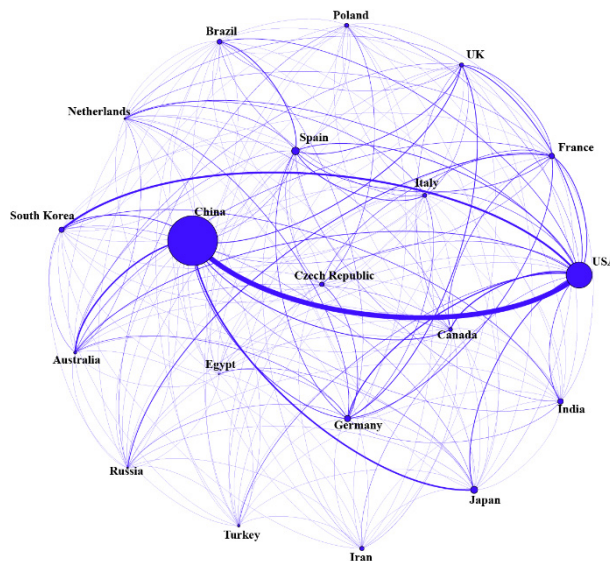 Poland
Brazil
UK
Netherlands
Spain
France
Italy
South Korea
China
USA
Czech Republic
Canada
Australia
Egypt
India
Germany
Russia
Japan
Turkey
Iran